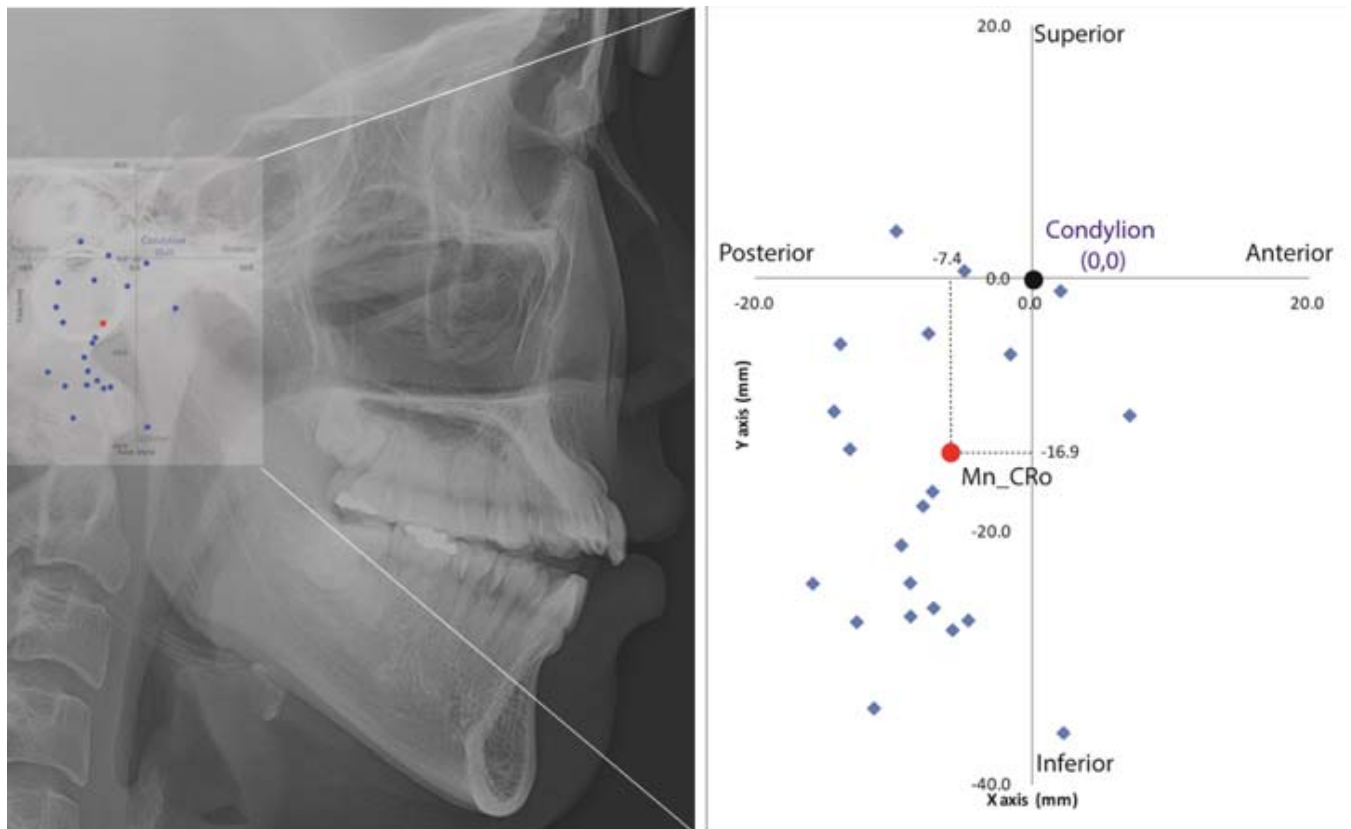 20.0
Superior
Condylion
(0,0)
Posterior
-7.4
Anterior
0.0
-20.0
0.0
20.0
Y axis (mm)
-16.9
Mn_CRo
-20.0
Inferior
-40.0
X axis (mm)
Condylion